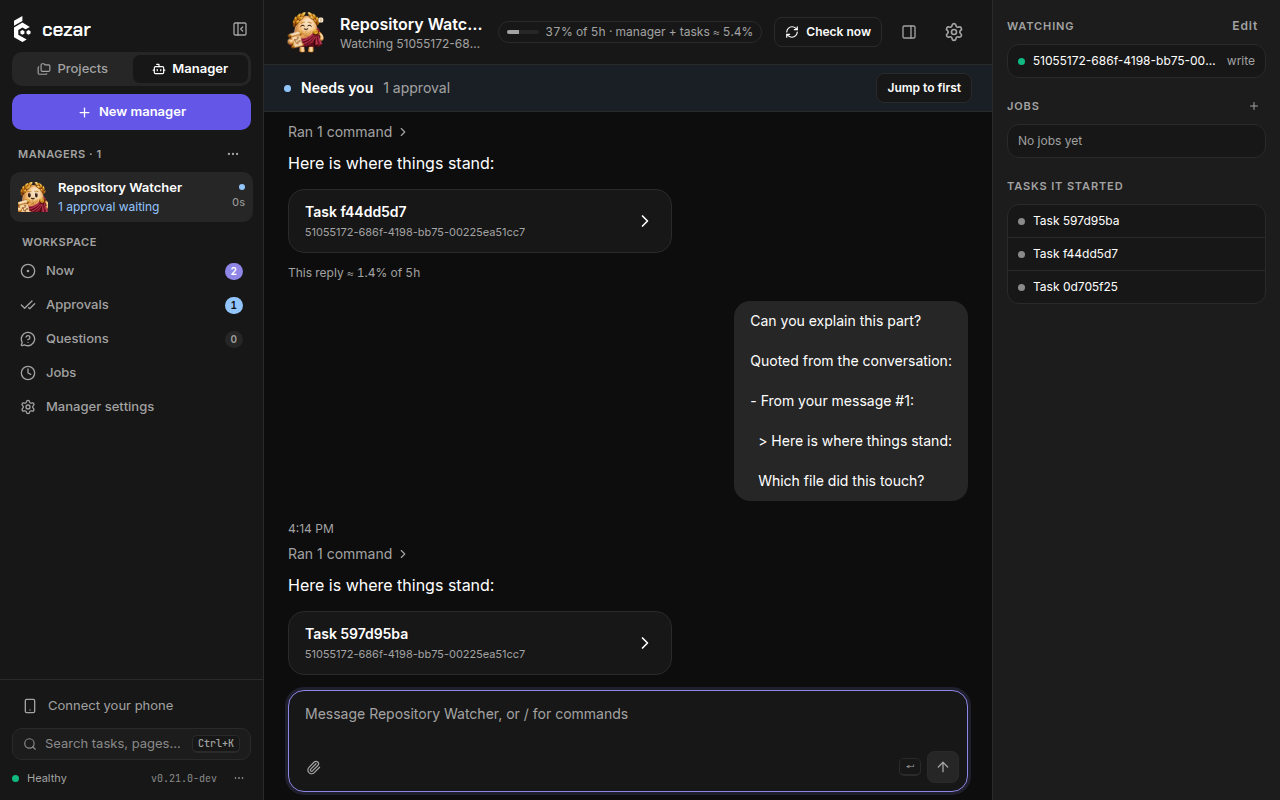 cezar
Projects
Manager
New manager
MANAGERS · 1
Repository Watcher
1 approval waiting
0s
WORKSPACE
Now
2
Approvals
1
Questions
0
Jobs
Manager settings
Connect your phone
Search tasks, pages...
Ctrl+K
Healthy
v0.21.0-dev
Repository Watc...
Watching 51055172-68...
37% of 5h · manager + tasks ≈ 5.4%
Check now
Needs you
1 approval
Jump to first
Ran 1 command
Here is where things stand:
Task f44dd5d7
51055172-686f-4198-bb75-00225ea51cc7
This reply ≈ 1.4% of 5h
Can you explain this part?
Quoted from the conversation:
- From your message #1:
> Here is where things stand:
Which file did this touch?
4:14 PM
Ran 1 command
Here is where things stand:
Task 597d95ba
51055172-686f-4198-bb75-00225ea51cc7
Message Repository Watcher, or / for commands
WATCHING
Edit
51055172-686f-4198-bb75-00...
write
JOBS
No jobs yet
TASKS IT STARTED
Task 597d95ba
Task f44dd5d7
Task 0d705f25